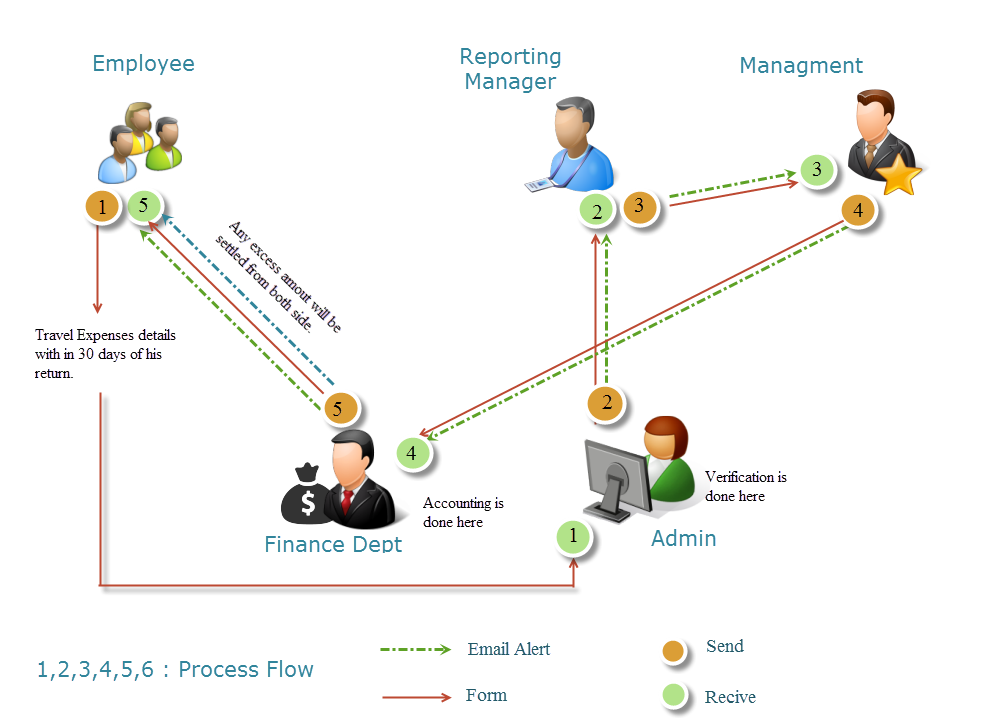 Employee
Reporting
Manager
Managment
1
5
2
3
3
4
Any excess amout will be
settled from both side.
Travel Expenses details
with in 30 days of his
return.
5
4
2
$
Accounting is
done here
Verification is
done here
Finance Dept
1
Admin
1,2,3,4,5,6 : Process Flow
Email Alert
Send
Form
Recive